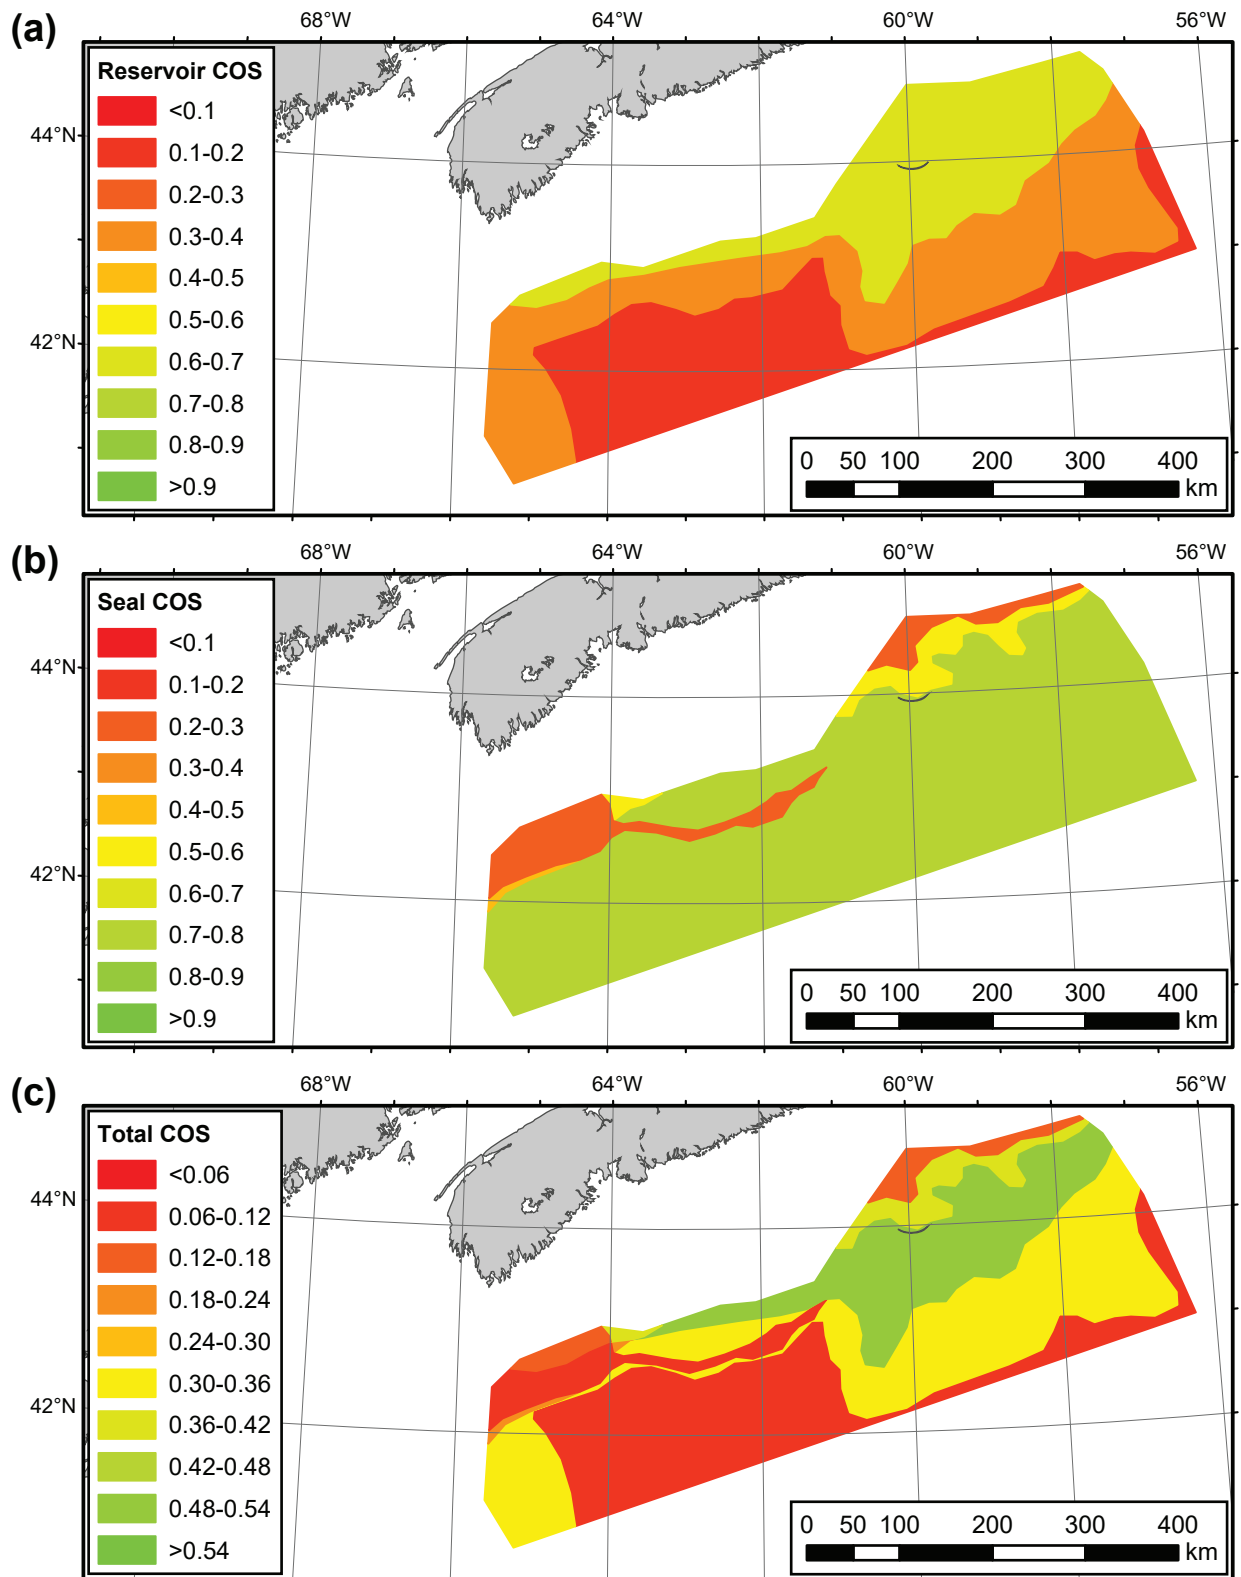 (a)
68°W 64°W 60°W 56°W
44°N
42°N
Reservoir COS
<0.1
0.1-0.2
0.2-0.3
0.3-0.4
0.4-0.5
0.5-0.6
0.6-0.7
0.7-0.8
0.8-0.9
>0.9
0 50 100 200 300 400
km
(b)
68°W 64°W 60°W 56°W
44°N
42°N
Seal COS
<0.1
0.1-0.2
0.2-0.3
0.3-0.4
0.4-0.5
0.5-0.6
0.6-0.7
0.7-0.8
0.8-0.9
>0.9
0 50 100 200 300 400
km
(c)
68°W 64°W 60°W 56°W
44°N
42°N
Total COS
<0.06
0.06-0.12
0.12-0.18
0.18-0.24
0.24-0.30
0.30-0.36
0.36-0.42
0.42-0.48
0.48-0.54
>0.54
0 50 100 200 300 400
km